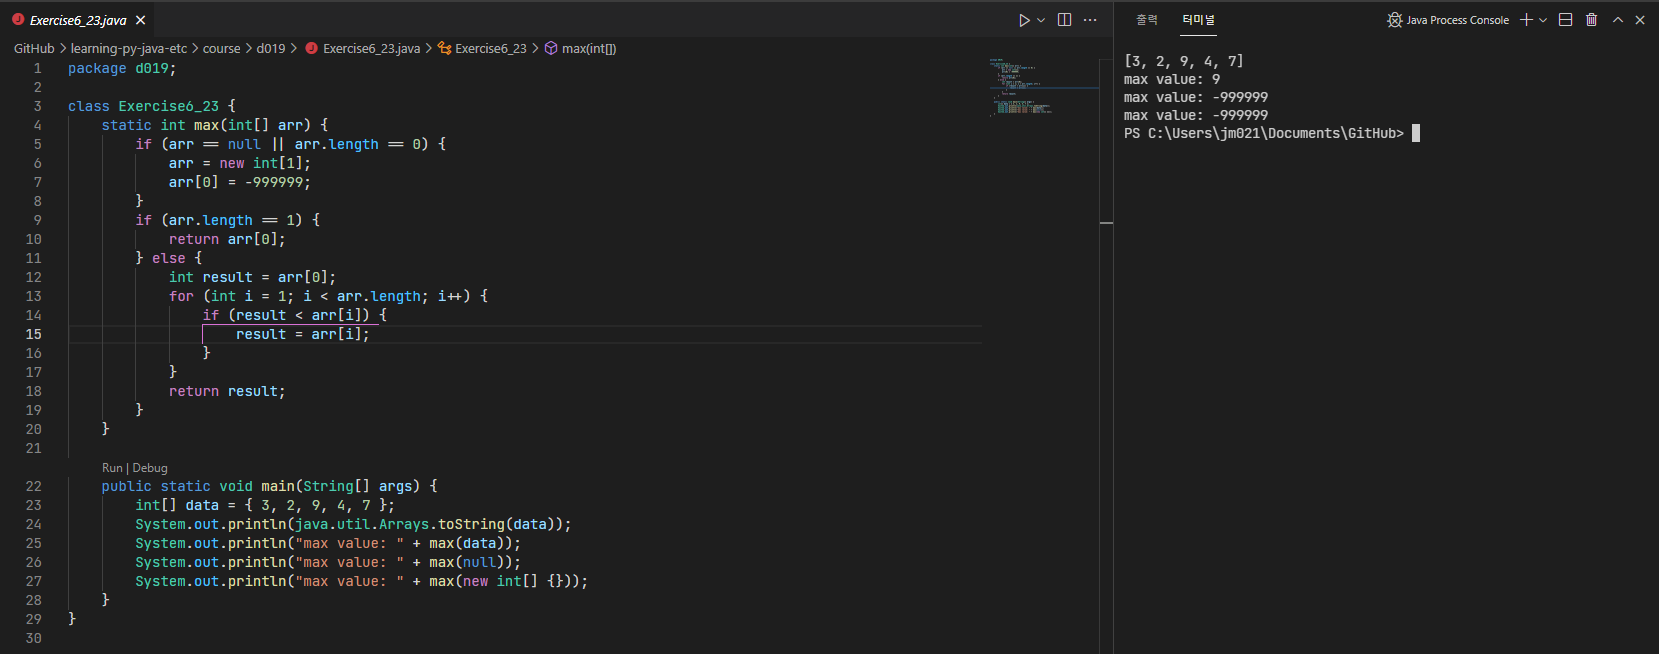 Exercise6_23.java
GitHub > learning-py-java-etc > course > d019 > Exercise6_23.java > Exercise6_23 > max(int[])
1 package d019;
2
3 class Exercise6_23 {
4 static int max(int[] arr) {
5 if (arr == null || arr.length == 0) {
6 arr = new int[1];
7 arr[0] = -999999;
8 }
9 if (arr.length == 1) {
10 return arr[0];
11 } else {
12 int result = arr[0];
13 for (int i = 1; i < arr.length; i++) {
14 if (result < arr[i]) {
15 result = arr[i];
16 }
17 }
18 return result;
19 }
20 }
21
Run | Debug
22 public static void main(String[] args) {
23 int[] data = { 3, 2, 9, 4, 7 };
24 System.out.println(java.util.Arrays.toString(data));
25 System.out.println("max value: " + max(data));
26 System.out.println("max value: " + max(null));
27 System.out.println("max value: " + max(new int[] {}));
28 }
29 }
30
출력 터미널 Java Process Console
[3, 2, 9, 4, 7]
max value: 9
max value: -999999
max value: -999999
PS C:\Users\jm021\Documents\GitHub>